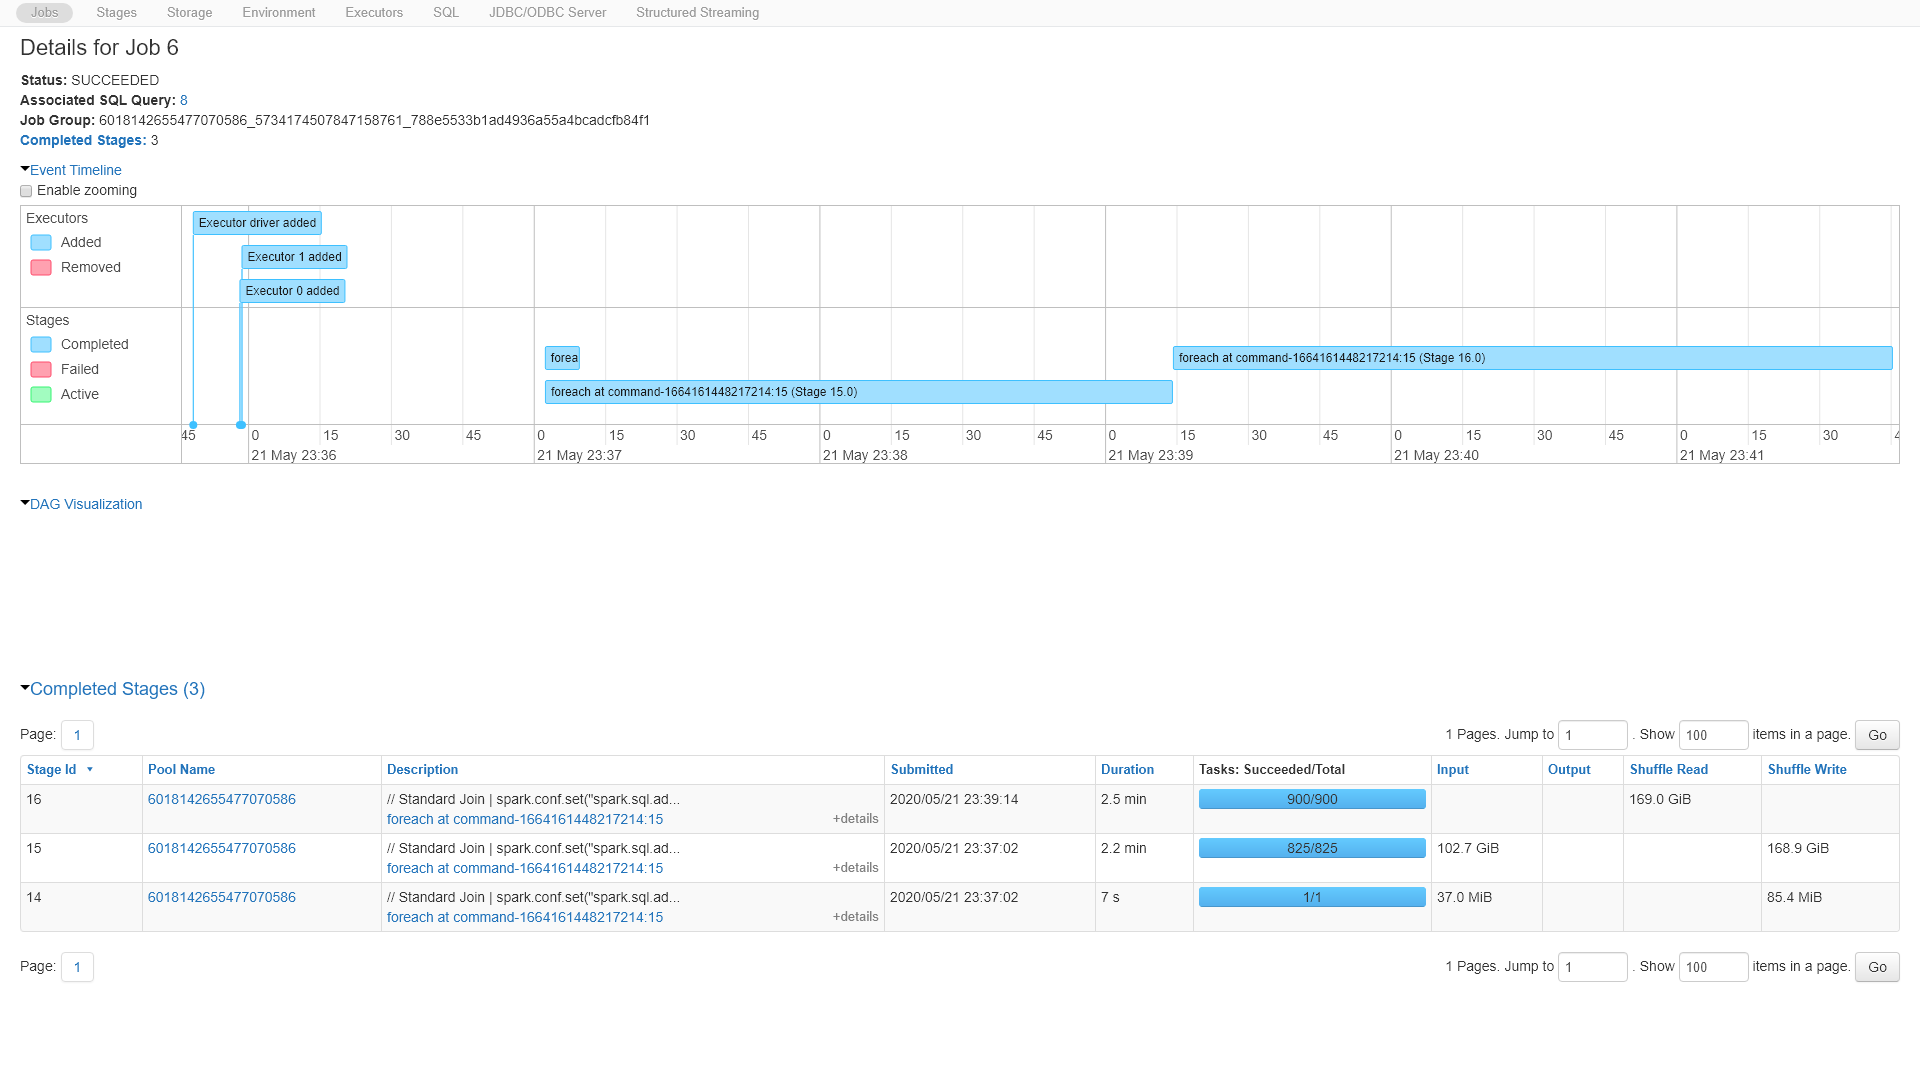 Jobs Stages Storage Environment Executors SQL JDBC/ODBC Server Structured Streaming
Details for Job 6
Status: SUCCEEDED
Associated SQL Query: 8
Job Group: 6018142655477070586_5734174507847158761_788e5533b1ad4936a55a4bcadcfb84f1
Completed Stages: 3
Event Timeline
Enable zooming
Executors
Added
Removed
Executor driver added
Executor 1 added
Executor 0 added
Stages
Completed
Failed
Active
forea
foreach at command-1664161448217214:15 (Stage 16.0)
foreach at command-1664161448217214:15 (Stage 15.0)
45 0 15 30 45 0 15 30 45 0 15 30 45 0 15 30 45 0 15 30 45 0 15 30
21 May 23:36 21 May 23:37 21 May 23:38 21 May 23:39 21 May 23:40 21 May 23:41
DAG Visualization
Completed Stages (3)
Page: 1 1 Pages. Jump to 1 . Show 100 items in a page. Go
Stage Id Pool Name Description Submitted Duration Tasks: Succeeded/Total Input Output Shuffle Read Shuffle Write
16 6018142655477070586 // Standard Join | spark.conf.set("spark.sql.ad... 2020/05/21 23:39:14 2.5 min 900/900 169.0 GiB
foreach at command-1664161448217214:15 +details
15 6018142655477070586 // Standard Join | spark.conf.set("spark.sql.ad... 2020/05/21 23:37:02 2.2 min 825/825 102.7 GiB 168.9 GiB
foreach at command-1664161448217214:15 +details
14 6018142655477070586 // Standard Join | spark.conf.set("spark.sql.ad... 2020/05/21 23:37:02 7 s 1/1 37.0 MiB 85.4 MiB
foreach at command-1664161448217214:15 +details
Page: 1 1 Pages. Jump to 1 . Show 100 items in a page. Go